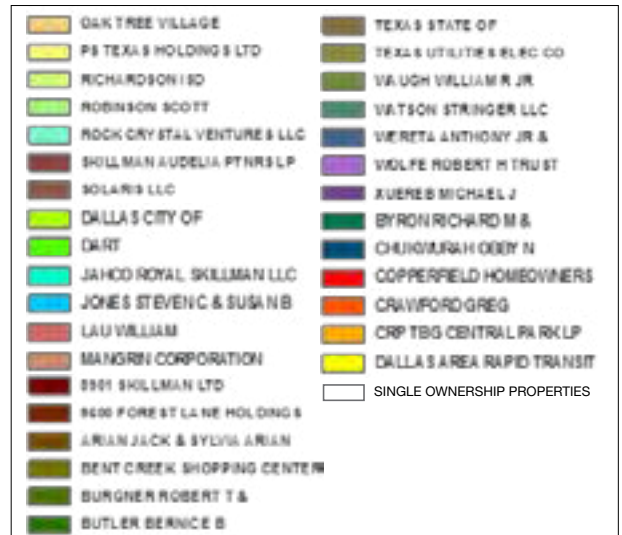 OAK TREE VILLAGE
PS TEXAS HOLDINGS LTD
RICHARDSON ISD
ROBINSON SCOTT
ROCK CRYSTAL VENTURES LLC
SKILLMAN AUDELIA PTNRS LP
SOLARIS LLC
DALLAS CITY OF
DART
JAHCO ROYAL SKILLMAN LLC
JONES STEVEN C & SUSAN B
LAU WILLIAM
MANGRIN CORPORATION
SKILLMAN LTD
9600 FOREST LANE HOLDINGS
ARIAN JACK & SYLVIA ARIAN
BENT CREEK SHOPPING CENTER
BURGNER ROBERT T &
BUTLER BERNICE B
TEXAS STATE OF
TEXAS UTILITIES ELEC CO
WAUGH WILLIAM R JR
WATSON STRINGER LLC
WERETA ANTHONY JR &
WOLFE ROBERT H TRUST
XUEREB MICHAEL J
BYRON RICHARD M &
CHUKWURAH OBBY N
COPPERFIELD HOMEOWNERS
CRAWFORD GREG
CRP TBG CENTRAL PARK LP
DALLAS AREA RAPID TRANSIT
SINGLE OWNERSHIP PROPERTIES